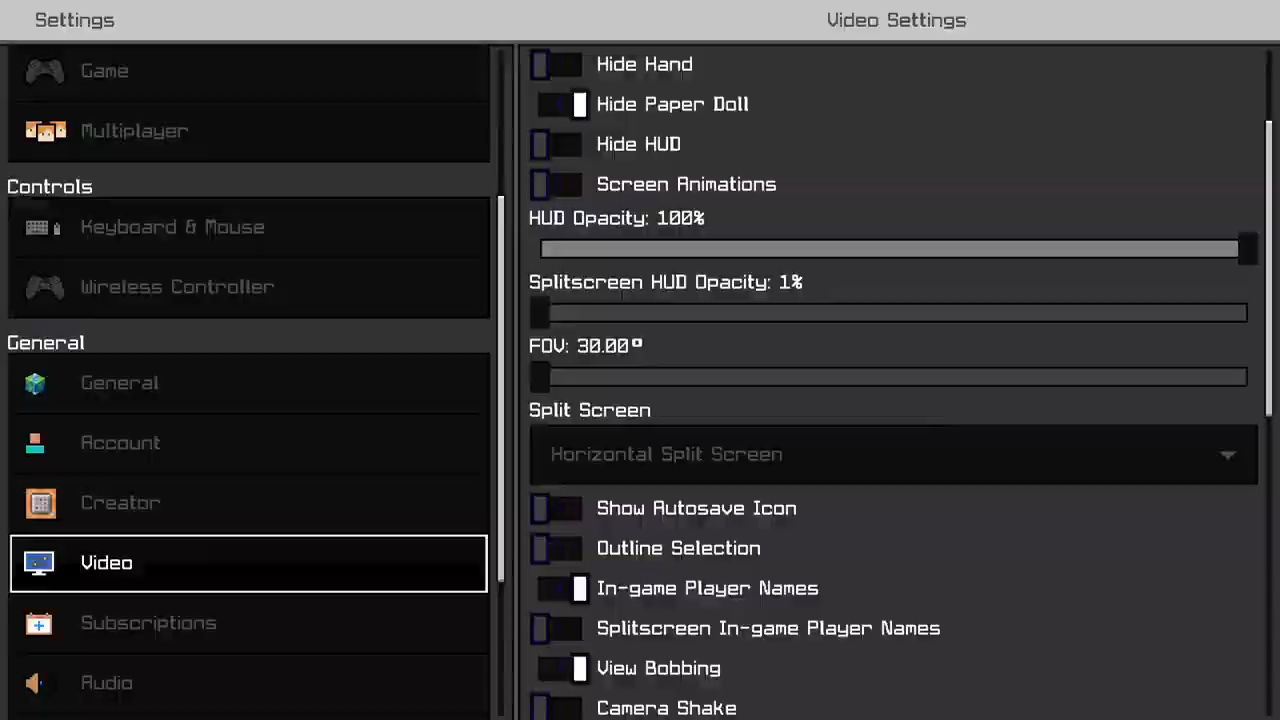 Settings
Video Settings
Game
Multiplayer
Controls
Keyboard & Mouse
Wireless Controller
General
General
Account
Creator
Video
Subscriptions
Audio
Hide Hand
Hide Paper Doll
Hide HUD
Screen Animations
HUD Opacity: 100%
Splitscreen HUD Opacity: 1%
FOV: 30.00°
Split Screen
Horizontal Split Screen
Show Autosave Icon
Outline Selection
In-game Player Names
Splitscreen In-game Player Names
View Bobbing
Camera Shake